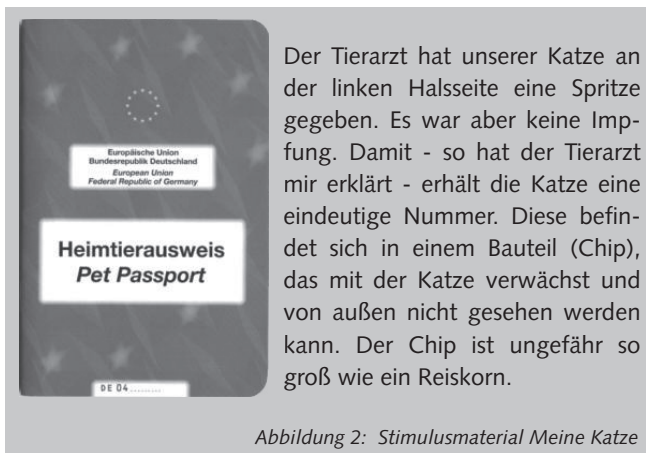 Europäische Union
Bundesrepublik Deutschland
European Union
Federal Republic of Germany
Heimtierausweis
Pet Passport
DE 04.........
Der Tierarzt hat unserer Katze an
der linken Halsseite eine Spritze
gegeben. Es war aber keine Imp-
fung. Damit - so hat der Tierarzt
mir erklärt - erhält die Katze eine
eindeutige Nummer. Diese befin-
det sich in einem Bauteil (Chip),
das mit der Katze verwächst und
von außen nicht gesehen werden
kann. Der Chip ist ungefähr so
groß wie ein Reiskorn.
Abbildung 2: Stimulusmaterial Meine Katze